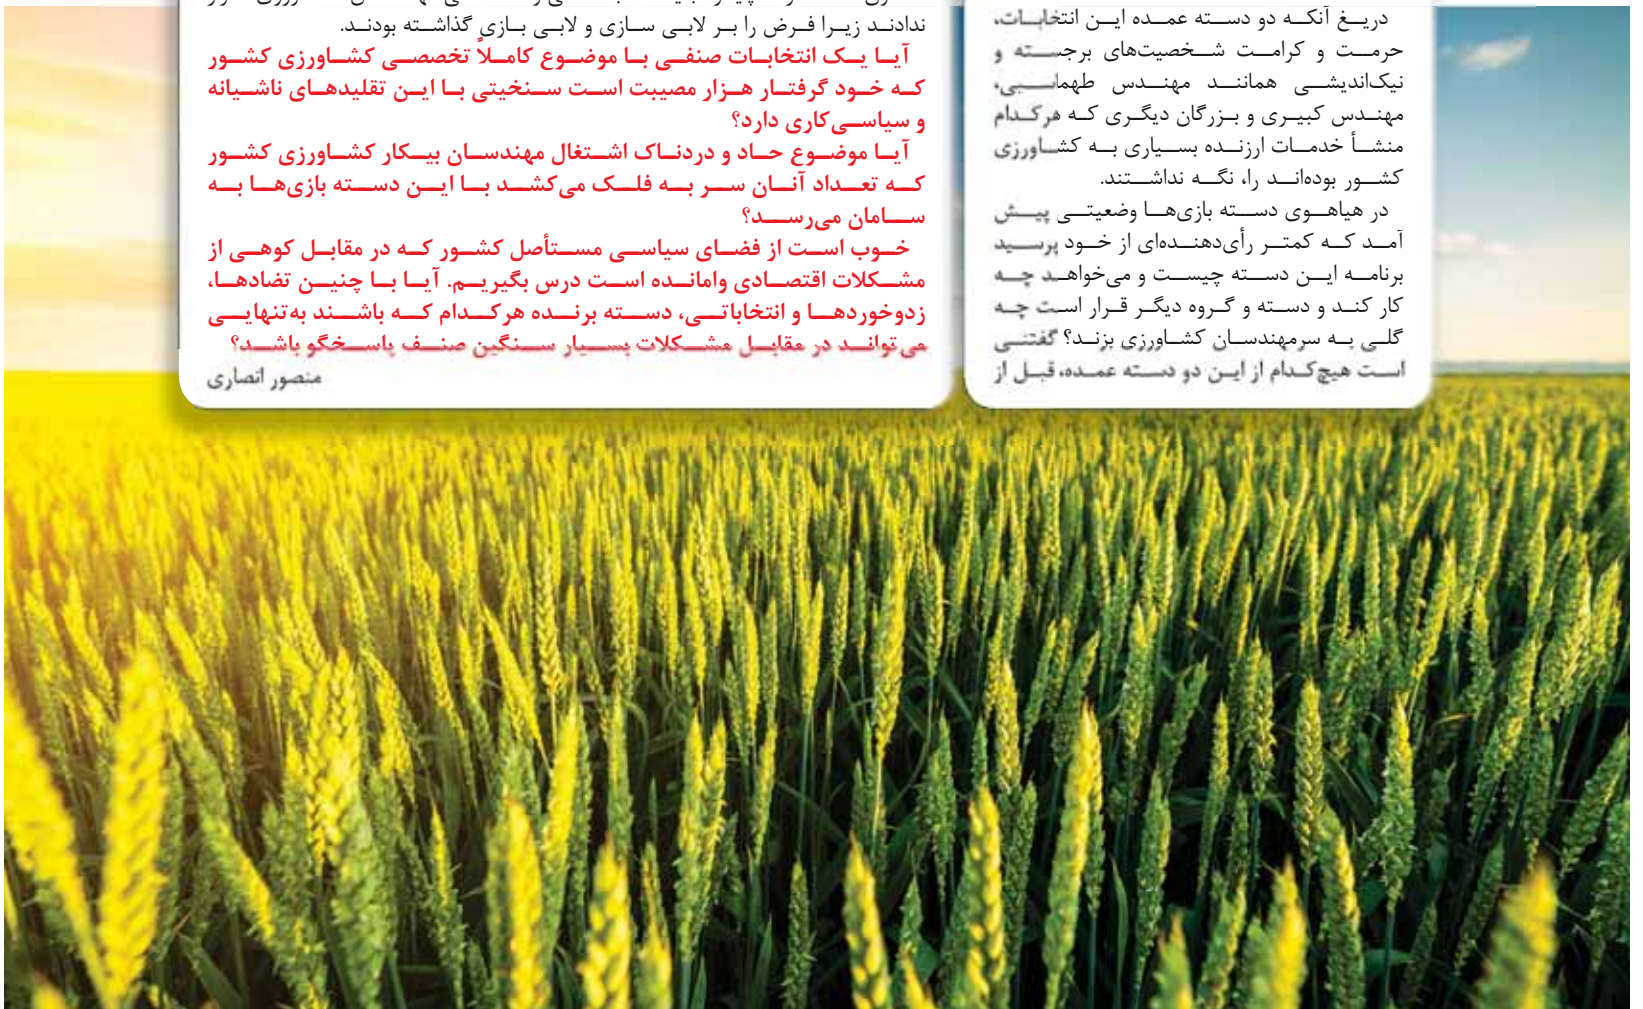 دریغ آنکه دو دسته عمده این انتخابات،
حرمت و کرامت شخصیت‌های برجسته و
نیک‌اندیشی همانند مهندس طهماسبی،
مهندس کبیری و بزرگان دیگری که هرکدام
منشأ خدمات ارزنده بسیاری به کشاورزی
کشور بوده‌اند را، نگه نداشتند.
در هیاهوی دسته بازی‌ها وضعیتی پیش
آمد که کمتر رأی‌دهنده‌ای از خود پرسید
برنامه این دسته چیست و می‌خواهد چه
کار کند و دسته و گروه دیگر قرار است چه
گلی به سرمهندسان کشاورزی بزند؟ گفتنی
است هیچ‌کدام از این دو دسته عمده، قبل از
ندادند زیرا فرض را بر لابی سازی و لابی بازی گذاشته بودند.
آیا یک انتخابات صنفی با موضوع کاملاً تخصصی کشاورزی کشور
که خود گرفتار هزار مصیبت است سنخیتی با این تقلیدهای ناشیانه
و سیاسی‌کاری دارد؟
آیا موضوع حاد و دردناک اشتغال مهندسان بیکار کشاورزی کشور
که تعداد آنان سر به فلک می‌کشد با این دسته بازی‌ها به
سامان می‌رسد؟
خوب است از فضای سیاسی مستأصل کشور که در مقابل کوهی از
مشکلات اقتصادی وامانده است درس بگیریم. آیا با چنین تضادها،
زدوخوردها و انتخاباتی، دسته برنده هرکدام که باشند به‌تنهایی
می‌تواند در مقابل مشکلات بسیار سنگین صنف پاسخگو باشد؟
منصور انصاری